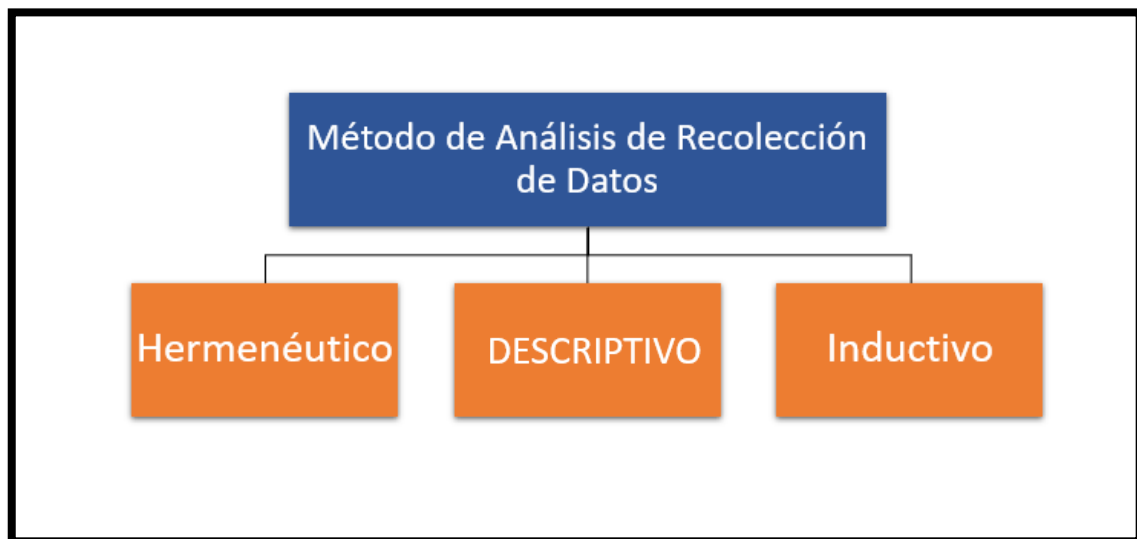 Método de Análisis de Recolección
de Datos
Hermenéutico
DESCRIPTIVO
Inductivo